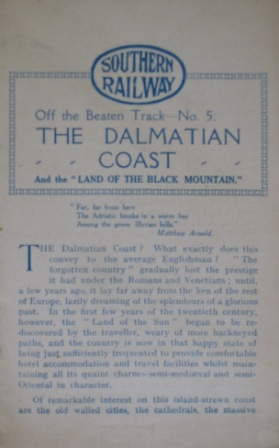 SOUTHERN
RAILWAY
Off the Beaten Track—No. 5.
THE DALMATIAN
COAST
And the "LAND OF THE BLACK MOUNTAIN."
"Far, far from here
The Adriatic breaks in a warm bay
Among the green Illyrian hills."
Matthew Arnold.
THE Dalmatian Coast? What exactly does this
convey to the average Englishman? "The
forgotten country" gradually lost the prestige
it had under the Romans and Venetians; until,
a few years ago, it lay far away from the ken of the rest
of Europe, lazily dreaming of the splendours of a glorious
past. In the first few years of the twentieth century,
however, the "Land of the Sun" began to be re-
discovered by the traveller, weary of more hackneyed
paths, and the country is now in that happy state of
being just sufficiently frequented to provide comfortable
hotel accommodation and travel facilities whilst main-
taining all its quaint charm—semi-mediæval and semi-
Oriental in character.
Of remarkable interest on this island-strewn coast
are the old walled cities, the cathedrals, the massive